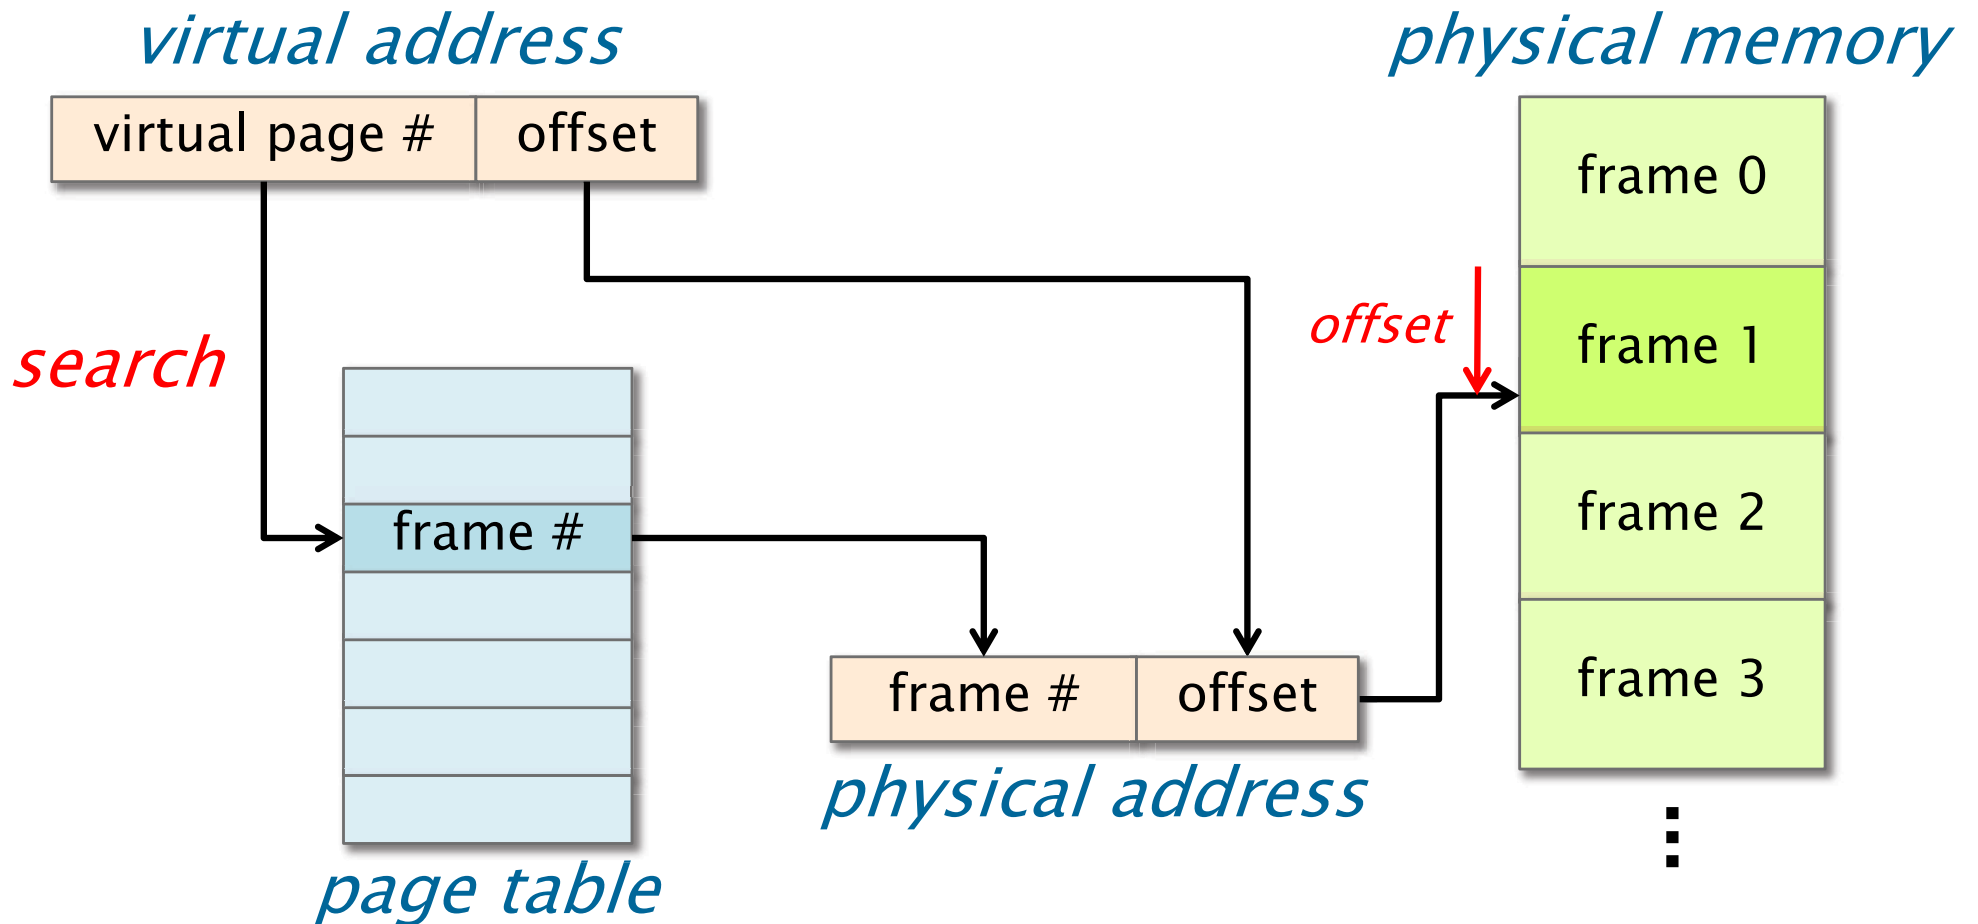 virtual address
physical memory
virtual page # offset
frame 0
offset
frame 1
search
frame #
frame 2
frame # offset
frame 3
physical address
page table